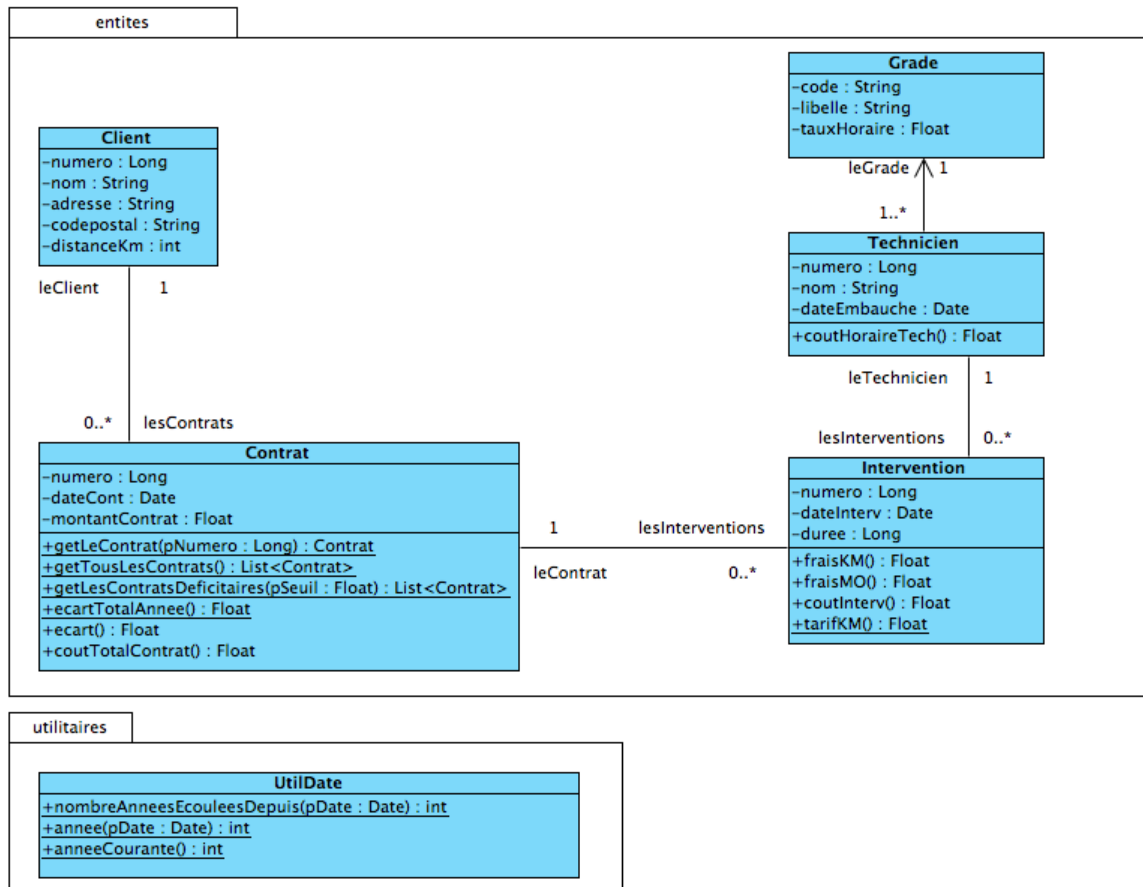 entites
Grade
-code : String
-libelle : String
-tauxHoraire : Float
Client
-numero : Long
-nom : String
-adresse : String
-codepostal : String
-distanceKm : int
leGrade 1
1..*
Technicien
-numero : Long
-nom : String
-dateEmbauche : Date
+coutHoraireTech() : Float
leClient 1
leTechnicien 1
0..* lesContrats
lesInterventions 0..*
Contrat
-numero : Long
-dateCont : Date
-montantContrat : Float
+getLeContrat(pNumero : Long) : Contrat
+getTousLesContrats() : List<Contrat>
+getLesContratsDeficitaires(pSeuil : Float) : List<Contrat>
+ecartTotalAnnee() : Float
+ecart() : Float
+coutTotalContrat() : Float
1 lesInterventions
leContrat 0..*
Intervention
-numero : Long
-dateInterv : Date
-duree : Long
+fraisKM() : Float
+fraisMO() : Float
+coutInterv() : Float
+tarifKM() : Float
utilitaires
UtilDate
+nombreAnneesEcouleesDepuis(pDate : Date) : int
+annee(pDate : Date) : int
+anneeCourante() : int